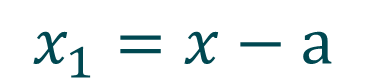 x₁ = x − a